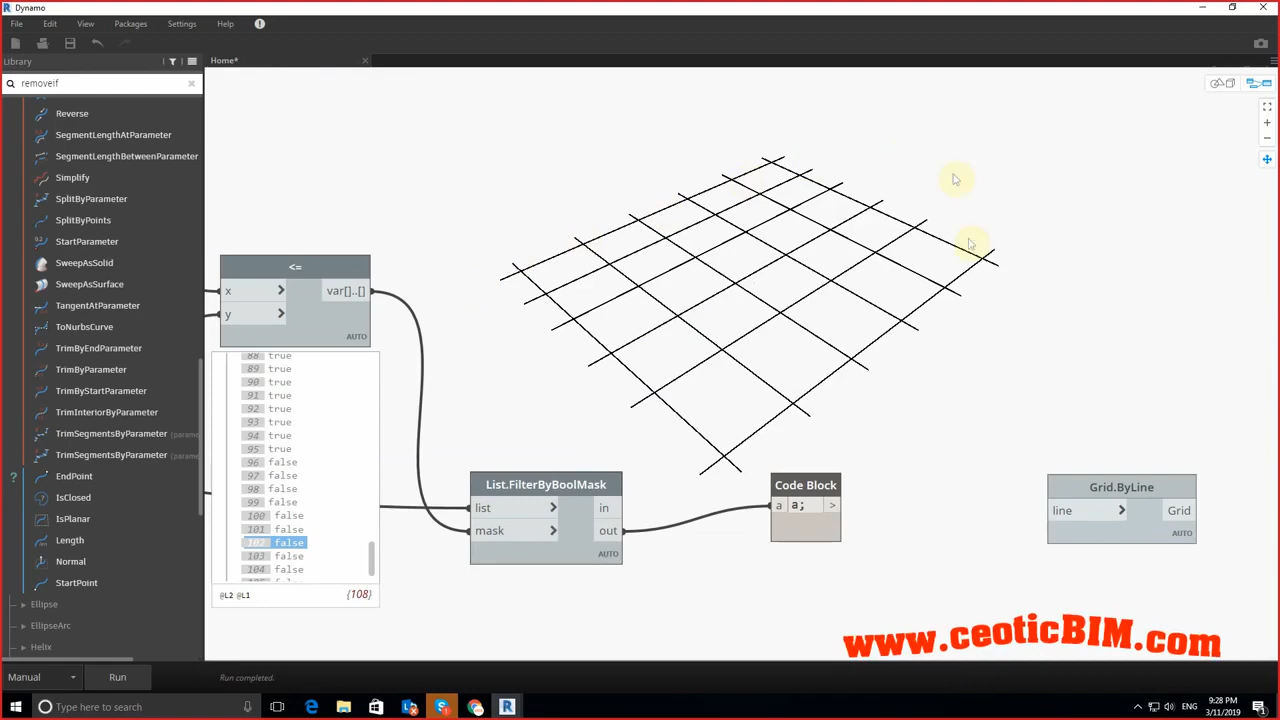 Dynamo
File Edit View Packages Settings Help
Library
Home*
removeif
Reverse
SegmentLengthAtParameter
SegmentLengthBetweenParameter
Simplify
SplitByParameter
SplitByPoints
StartParameter
SweepAsSolid
SweepAsSurface
TangentAtParameter
ToNurbsCurve
TrimByEndParameter
TrimByParameter
TrimByStartParameter
TrimInteriorByParameter
TrimSegmentsByParameter (parame
TrimSegmentsByParameter (parame
EndPoint
IsClosed
IsPlanar
Length
Normal
StartPoint
Ellipse
EllipseArc
Helix
<=
x > var[]..[]
y >
AUTO
88 true
89 true
90 true
91 true
92 true
93 true
94 true
95 true
96 false
97 false
98 false
99 false
100 false
101 false
102 false
103 false
104 false
@L2 @L1 {108}
List.FilterByBoolMask
list > in
mask > out
AUTO
Code Block
a a; >
Grid.ByLine
line > Grid
AUTO
www.ceoticBIM.com
Manual Run Run completed.
Type here to search
ENG
9:28 PM
3/11/2019